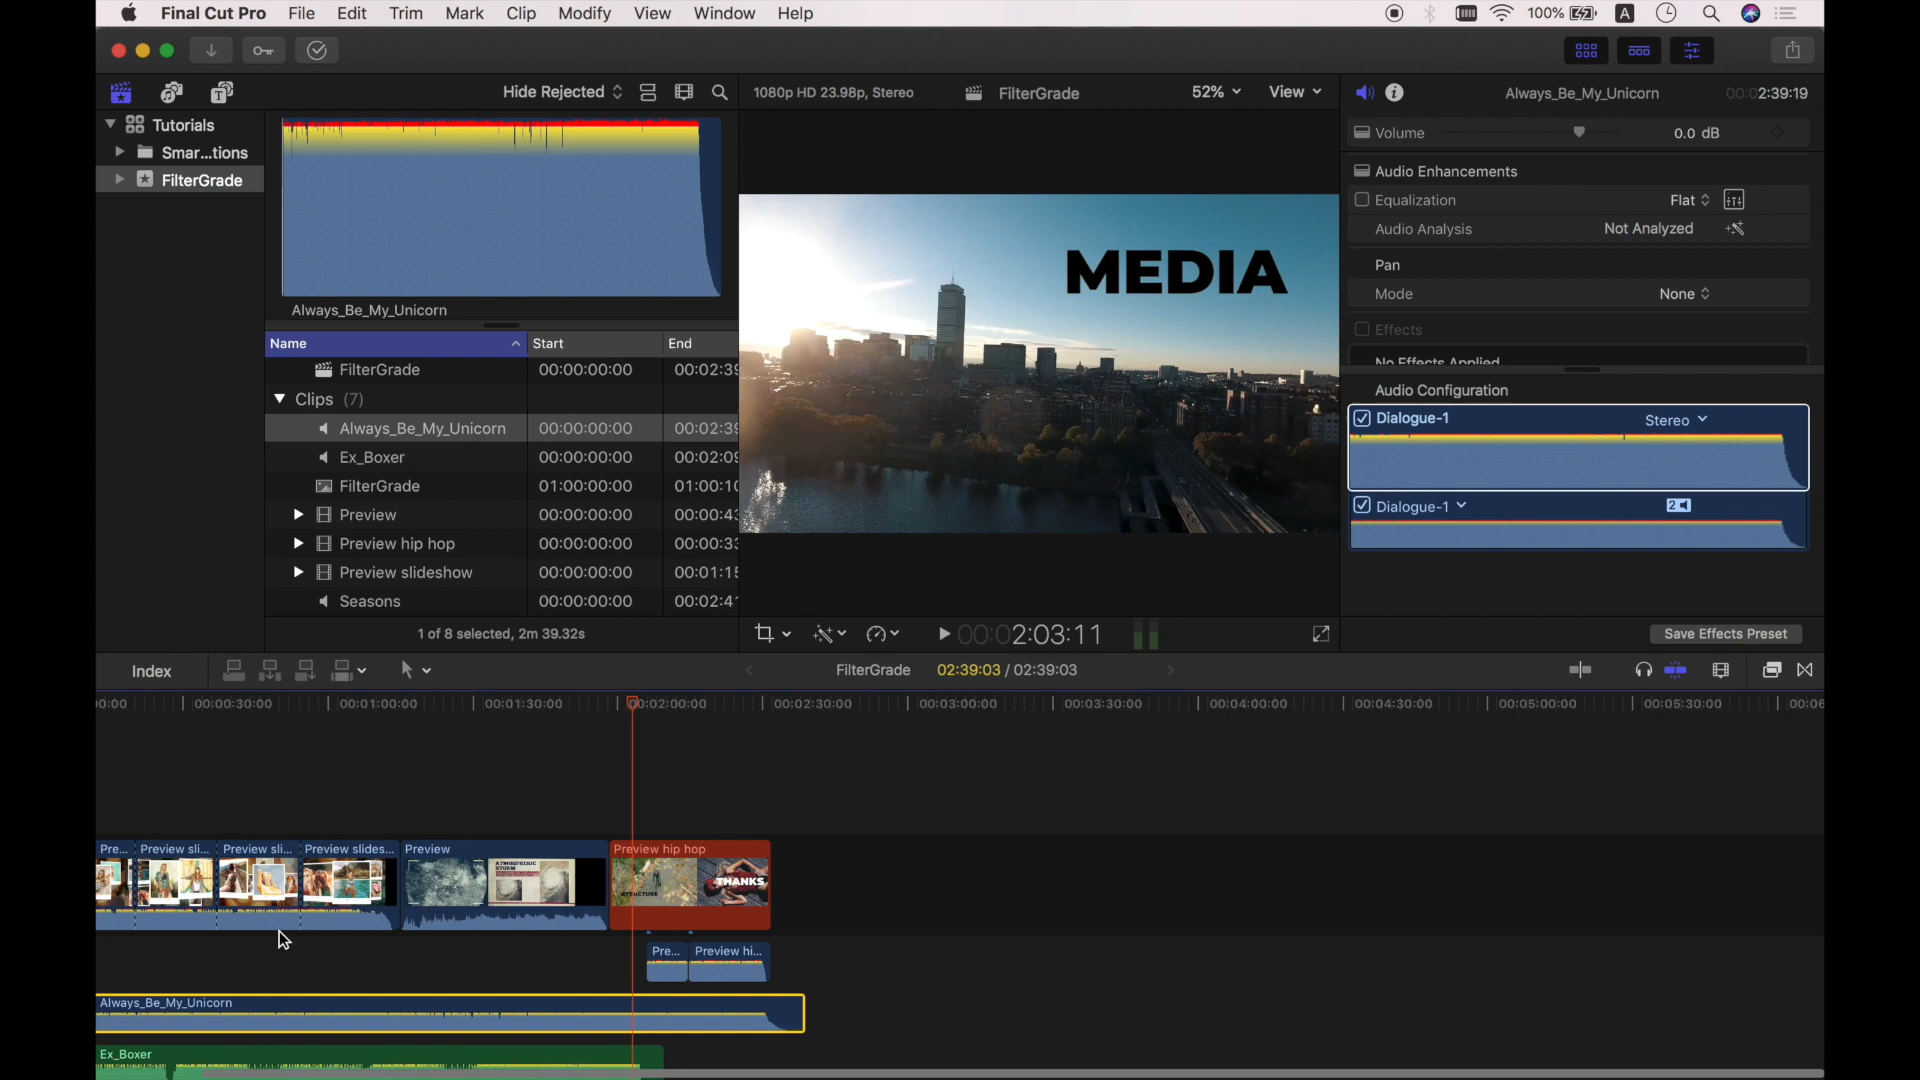 Final Cut Pro File Edit Trim Mark Clip Modify View Window Help 100% A
Hide Rejected 1080p HD 23.98p, Stereo FilterGrade 52% View Always_Be_My_Unicorn 00:02:39:19
Tutorials
Smar...tions
FilterGrade
Always_Be_My_Unicorn
Name Start End
FilterGrade 00:00:00:00 00:02:39
Clips (7)
Always_Be_My_Unicorn 00:00:00:00 00:02:39
Ex_Boxer 00:00:00:00 00:02:09
FilterGrade 01:00:00:00 01:00:10
Preview 00:00:00:00 00:00:43
Preview hip hop 00:00:00:00 00:00:33
Preview slideshow 00:00:00:00 00:01:15
Seasons 00:00:00:00 00:02:41
1 of 8 selected, 2m 39.32s
MEDIA
00:02:03:11
Volume 0.0 dB
Audio Enhancements
Equalization Flat
Audio Analysis Not Analyzed
Pan
Mode None
Effects
No Effects Applied
Audio Configuration
Dialogue-1 Stereo
Dialogue-1 2
Save Effects Preset
Index FilterGrade 02:39:03 / 02:39:03
00:00 00:00:30:00 00:01:00:00 00:01:30:00 00:02:00:00 00:02:30:00 00:03:00:00 00:03:30:00 00:04:00:00 00:04:30:00 00:05:00:00 00:05:30:00 00:06
Pre... Preview sli... Preview sli... Preview slides... Preview Preview hip hop
ATMOSPHERIC
STORM
STRUCTURE
THANKS
Pre... Preview hi...
Always_Be_My_Unicorn
Ex_Boxer